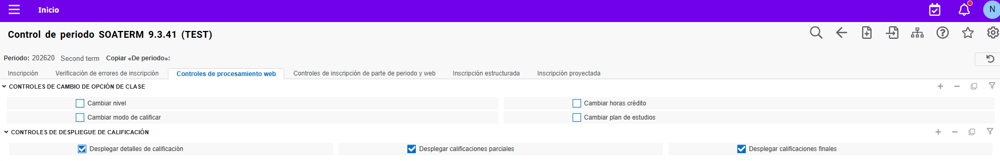 Inicio
N
Control de periodo SOATERM 9.3.41 (TEST)
Periodo: 202620 Second term Copiar «De periodo»:
Inscripción Verificación de errores de inscripción Controles de procesamiento web Controles de inscripción de parte de periodo y web Inscripción estructurada Inscripción proyectada
CONTROLES DE CAMBIO DE OPCIÓN DE CLASE
Cambiar nivel Cambiar horas crédito
Cambiar modo de calificar Cambiar plan de estudios
CONTROLES DE DESPLIEGUE DE CALIFICACIÓN
Desplegar detalles de calificación Desplegar calificaciones parciales Desplegar calificaciones finales